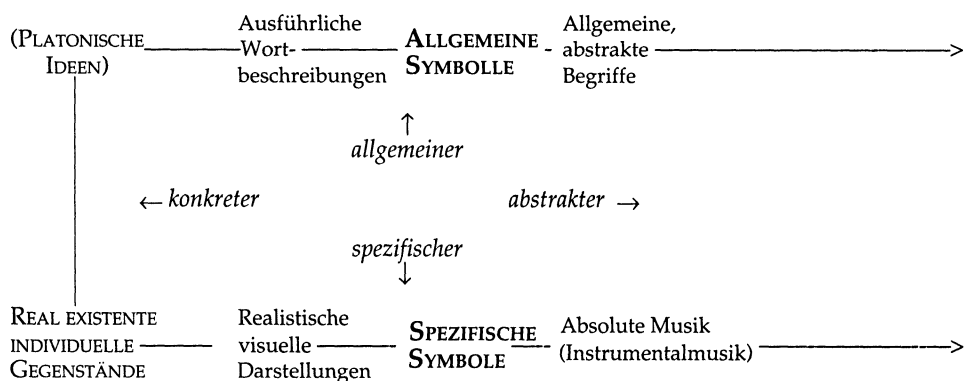 (PLATONISCHE IDEEN)
Ausführliche Wort- beschreibungen
ALLGEMEINE SYMBOLLE
Allgemeine, abstrakte Begriffe
↑
allgemeiner
← konkreter
abstrakter →
spezifischer
↓
REAL EXISTENTE INDIVIDUELLE GEGENSTÄNDE
Realistische visuelle Darstellungen
SPEZIFISCHE SYMBOLE
Absolute Musik (Instrumentalmusik)